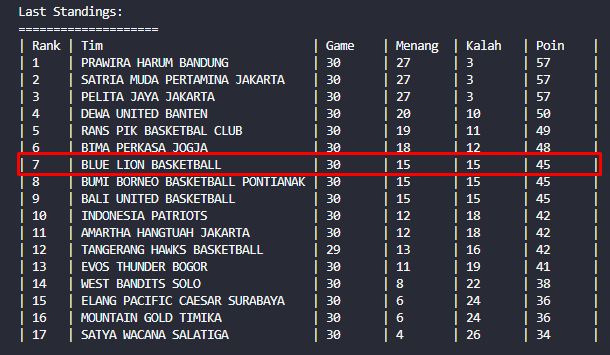 Last Standings:
====================
| Rank | Tim | Game | Menang | Kalah | Poin |
| 1 | PRAWIRA HARUM BANDUNG | 30 | 27 | 3 | 57 |
| 2 | SATRIA MUDA PERTAMINA JAKARTA | 30 | 27 | 3 | 57 |
| 3 | PELITA JAYA JAKARTA | 30 | 27 | 3 | 57 |
| 4 | DEWA UNITED BANTEN | 30 | 20 | 10 | 50 |
| 5 | RANS PIK BASKETBAL CLUB | 30 | 19 | 11 | 49 |
| 6 | BIMA PERKASA JOGJA | 30 | 18 | 12 | 48 |
| 7 | BLUE LION BASKETBALL | 30 | 15 | 15 | 45 |
| 8 | BUMI BORNEO BASKETBALL PONTIANAK | 30 | 15 | 15 | 45 |
| 9 | BALI UNITED BASKETBALL | 30 | 15 | 15 | 45 |
| 10 | INDONESIA PATRIOTS | 30 | 12 | 18 | 42 |
| 11 | AMARTHA HANGTUAH JAKARTA | 30 | 12 | 18 | 42 |
| 12 | TANGERANG HAWKS BASKETBALL | 29 | 13 | 16 | 42 |
| 13 | EVOS THUNDER BOGOR | 30 | 11 | 19 | 41 |
| 14 | WEST BANDITS SOLO | 30 | 8 | 22 | 38 |
| 15 | ELANG PACIFIC CAESAR SURABAYA | 30 | 6 | 24 | 36 |
| 16 | MOUNTAIN GOLD TIMIKA | 30 | 6 | 24 | 36 |
| 17 | SATYA WACANA SALATIGA | 30 | 4 | 26 | 34 |